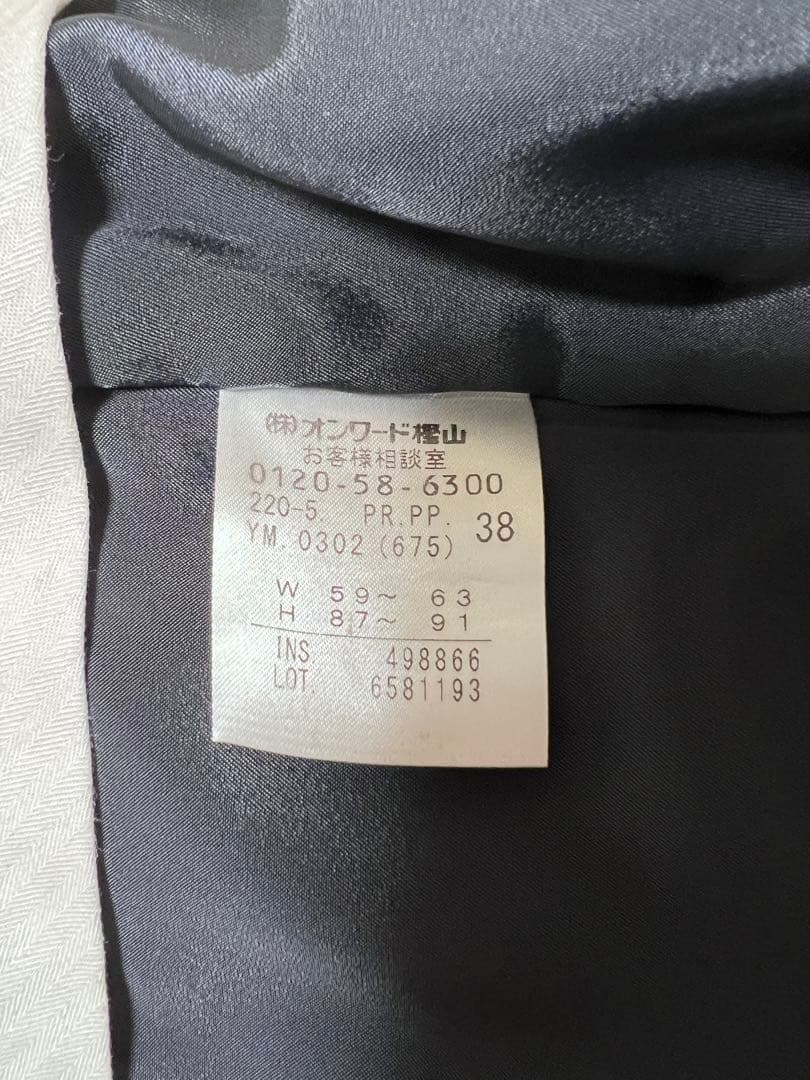 (株)オンワード樫山
お客様相談室
0120-58-6300
220-5. PR.PP. 38
YM. 0302 (675)
W 59～ 63
H 87～ 91
INS 498866
LOT. 6581193